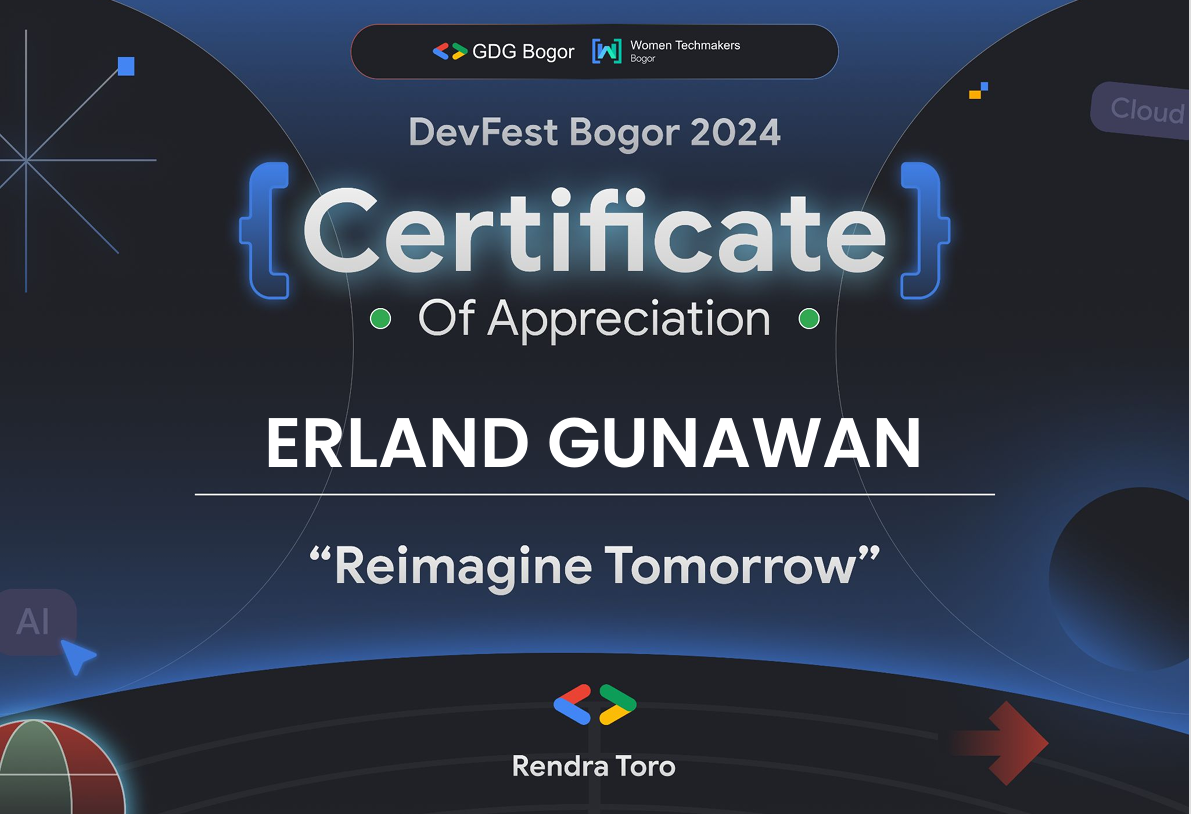 GDG Bogor
Women Techmakers
Bogor
Cloud
DevFest Bogor 2024
{Certificate}
Of Appreciation
ERLAND GUNAWAN
“Reimagine Tomorrow”
AI
Rendra Toro